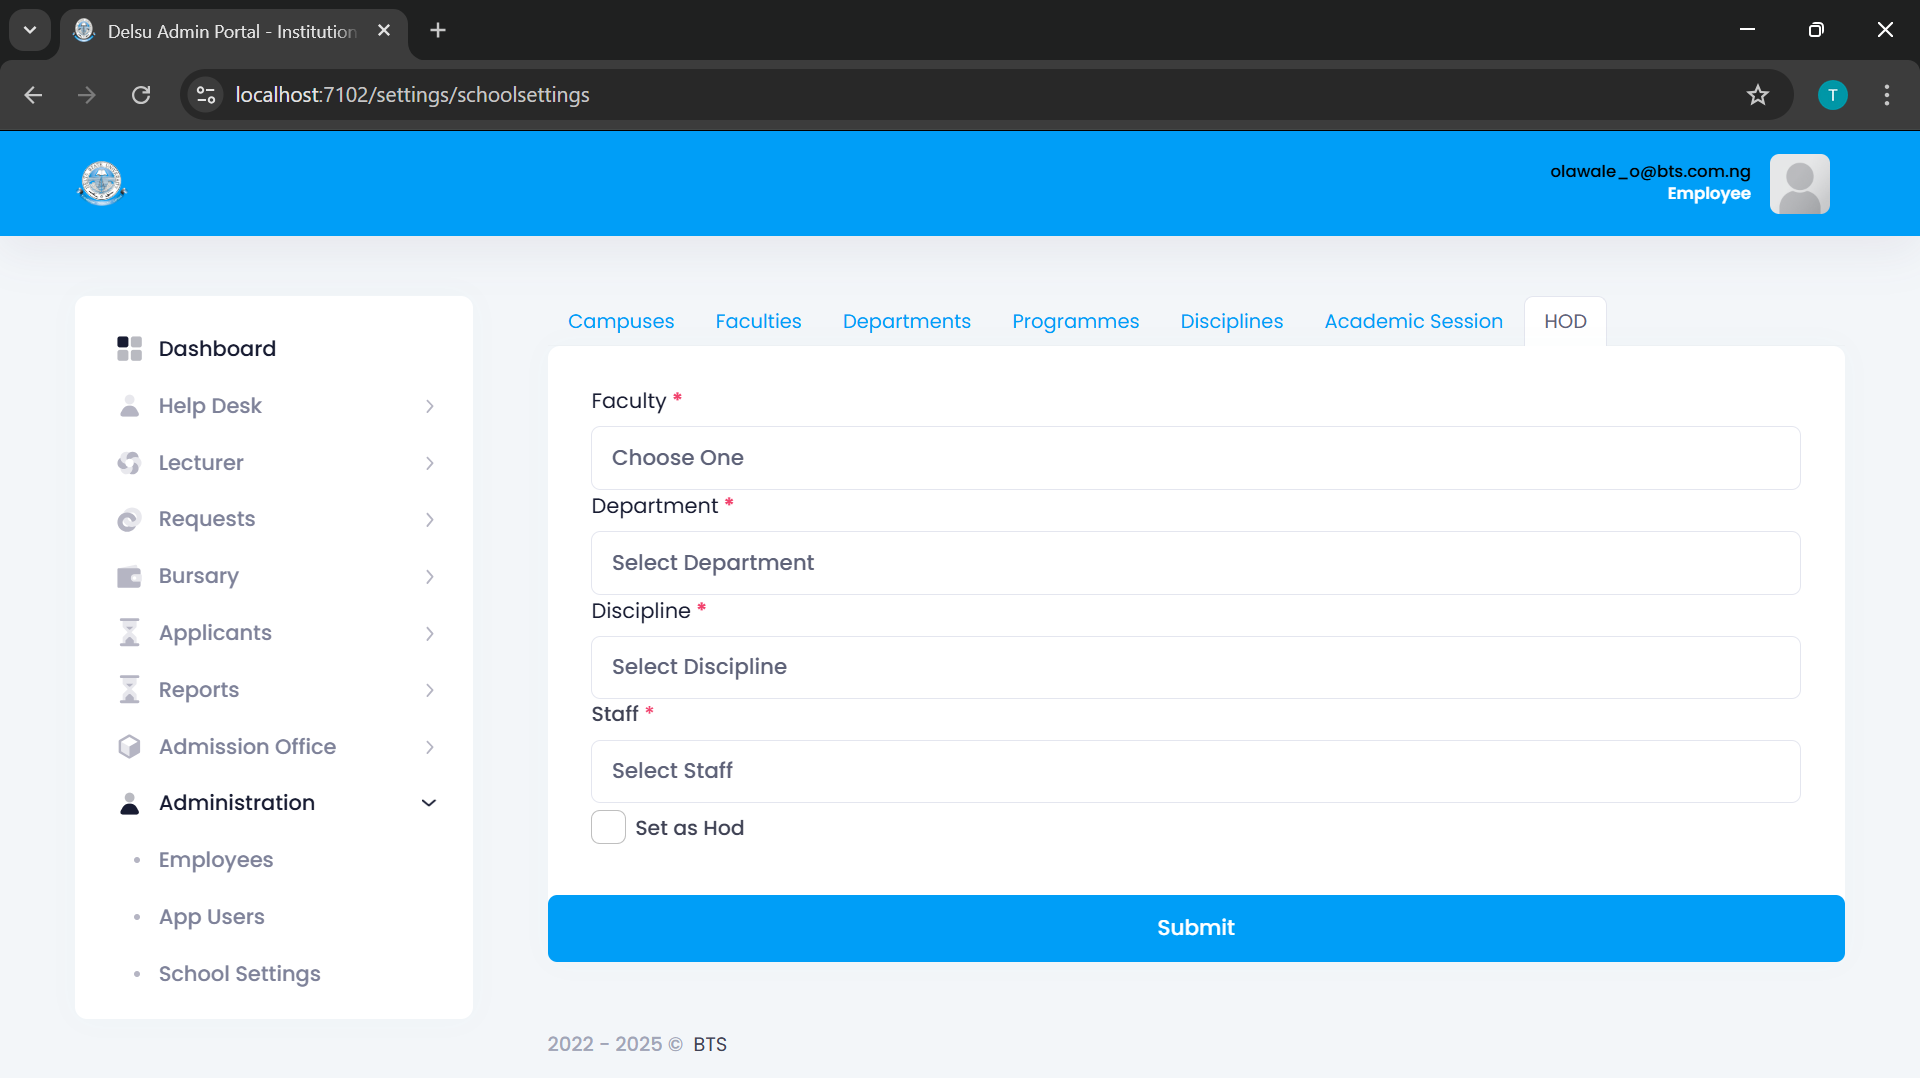 Delsu Admin Portal - Institution
localhost:7102/settings/schoolsettings
T
olawale_o@bts.com.ng
Employee
Dashboard
Help Desk
Lecturer
Requests
Bursary
Applicants
Reports
Admission Office
Administration
Employees
App Users
School Settings
Campuses Faculties Departments Programmes Disciplines Academic Session HOD
Faculty *
Choose One
Department *
Select Department
Discipline *
Select Discipline
Staff *
Select Staff
Set as Hod
Submit
2022 - 2025 © BTS